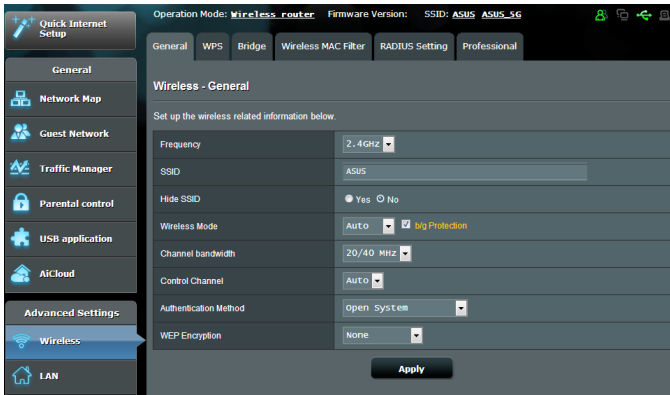 Quick Internet
Setup
Operation Mode: Wireless router Firmware Version: SSID: ASUS ASUS_5G
General WPS Bridge Wireless MAC Filter RADIUS Setting Professional
General
Network Map
Guest Network
Traffic Manager
Parental control
USB application
AiCloud
Advanced Settings
Wireless
LAN
Wireless - General
Set up the wireless related information below.
Frequency 2.4GHz
SSID ASUS
Hide SSID Yes No
Wireless Mode Auto b/g Protection
Channel bandwidth 20/40 MHz
Control Channel Auto
Authentication Method Open System
WEP Encryption None
Apply